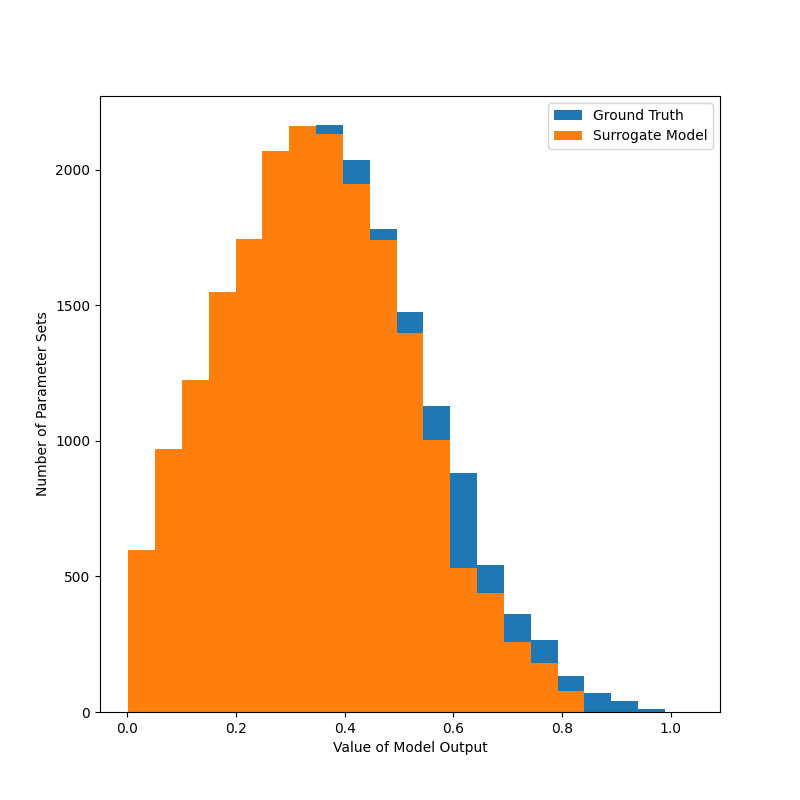 Ground Truth
Surrogate Model
Number of Parameter Sets
2000
1500
1000
500
0
0.0 0.2 0.4 0.6 0.8 1.0
Value of Model Output